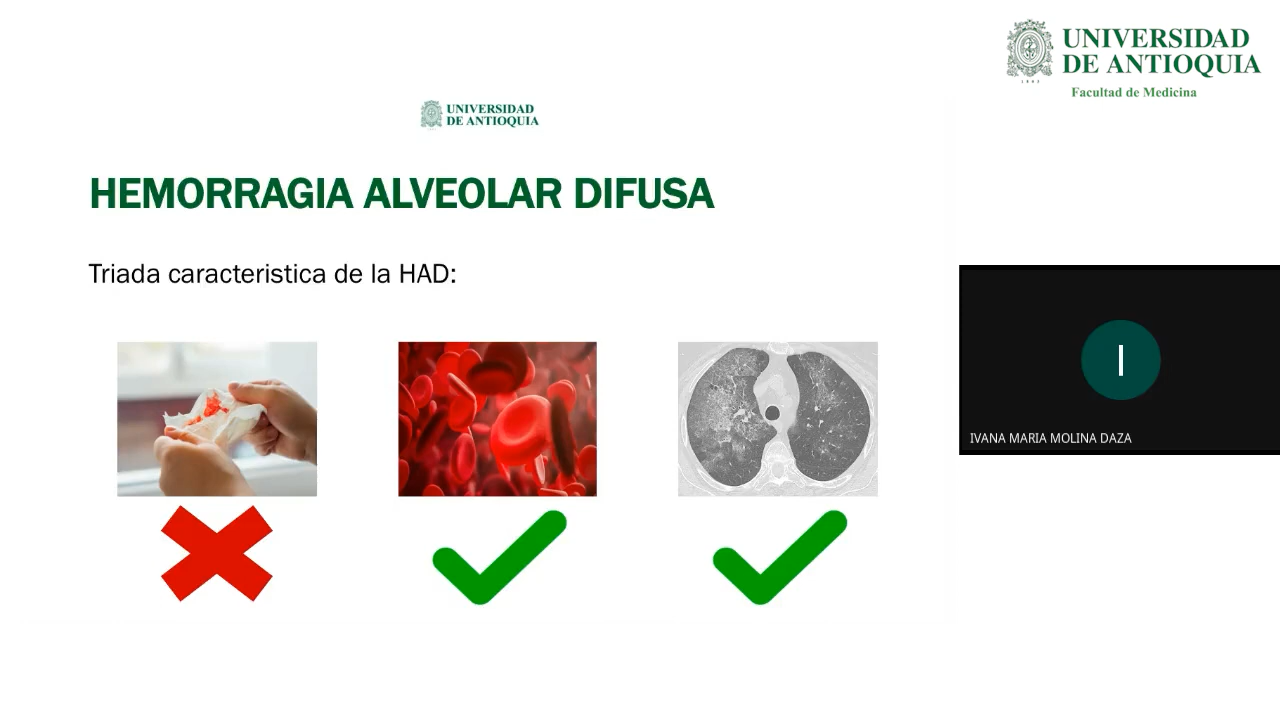 UNIVERSIDAD
DE ANTIOQUIA
1803
Facultad de Medicina
UNIVERSIDAD
DE ANTIOQUIA
HEMORRAGIA ALVEOLAR DIFUSA
Triada caracteristica de la HAD:
I
IVANA MARIA MOLINA DAZA